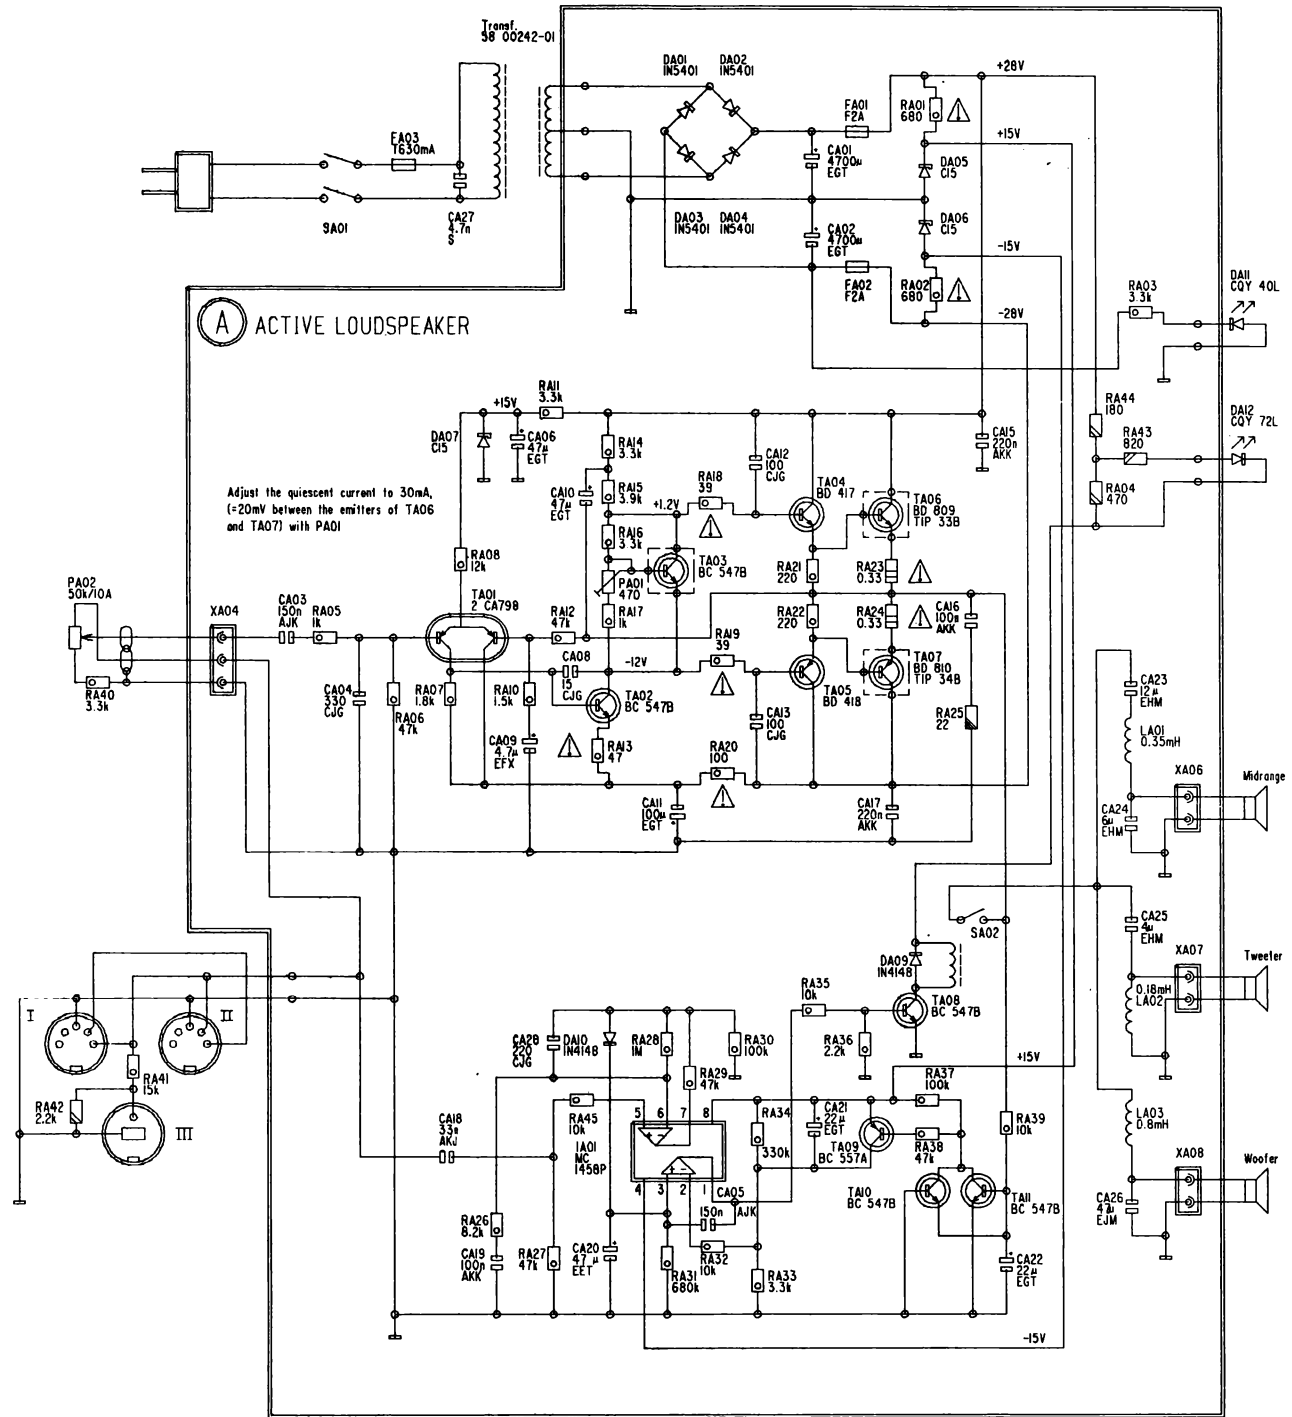 Transf.
58 00242-01
DA01 DA02
IN5401 IN5401
FA01
F2A
RA01
680
+28V
+15V
FA03
T630mA
CA01
4700µ
EGT
DA05
C15
CA27
4.7n
S
SA01
DA03 DA04
IN5401 IN5401
CA02
4700µ
EGT
DA06
C15
-15V
FA02
F2A
RA02
680
-28V
RA03
3.3k
DA11
CQY 40L
A ACTIVE LOUDSPEAKER
RA11
3.3k
+15V
DA07
C15
CA06
47µ
EGT
RA14
3.3k
CA12
100
CJG
CA15
220n
AKK
RA44
180
RA43
820
DA12
CQY 72L
RA04
470
Adjust the quiescent current to 30mA,
(=20mV between the emitters of TA06
and TA07) with PA01
CA10
47µ
EGT
RA15
3.9k
RA18
39
+1.2V
TA04
BD 417
TA06
BD 809
TIP 33B
RA16
3.3k
TA03
BC 547B
RA08
12k
PA01
470
RA21
220
RA23
0.33
PA02
50k/10A
CA03
150n
AJK
RA05
1k
XA04
TA01
2 CA798
RA12
47k
RA17
1k
RA22
220
RA24
0.33
CA16
100n
AKK
CA08
15
CJG
-12V
RA19
39
TA07
BD 810
TIP 34B
RA40
3.3k
CA04
330
CJG
RA06
47k
RA07
1.8k
RA10
1.5k
TA02
BC 547B
TA05
BD 418
CA13
100
CJG
RA25
22
CA23
12µ
EHM
LA01
0.35mH
CA09
4.7µ
EFX
RA13
47
RA20
100
CA11
100µ
EGT
CA17
220n
AKK
XA06
Midrange
CA24
6µ
EHM
SA02
CA25
4µ
EHM
XA07
Tweeter
DA09
IN4148
0.18mH
LA02
I II
RA35
10k
TA08
BC 547B
CA28
220
CJG
DA10
IN4148
RA28
1M
RA30
100k
RA36
2.2k
RA29
47k
+15V
RA37
100k
RA41
15k
RA42
2.2k
III
CA18
33n
AKJ
RA45
10k
5 6 7 8
RA34
330k
CA21
22µ
EGT
TA09
BC 557A
RA38
47k
RA39
10k
LA03
0.8mH
IA01
MC
1458P
4 3 2 1
CA05
150n
AJK
TA10
BC 547B
TA11
BC 547B
XA08
Woofer
CA26
47µ
EJM
RA26
8.2k
CA19
100n
AKK
RA27
47k
CA20
47 µ
EET
RA31
680k
RA32
10k
RA33
3.3k
CA22
22µ
EGT
-15V